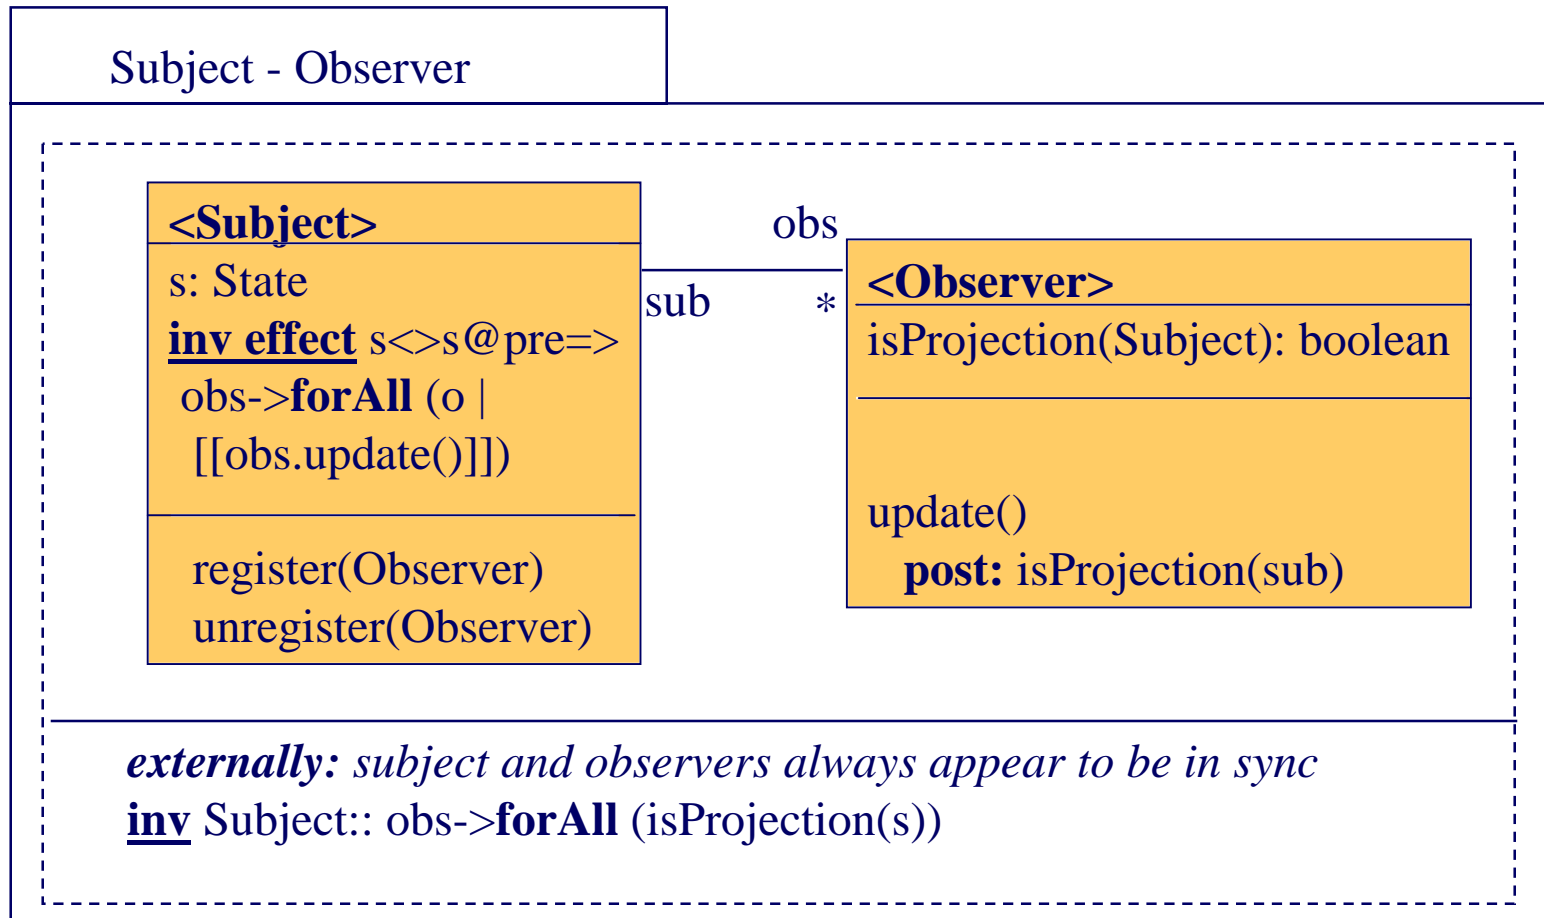 Subject - Observer
<Subject>
s: State
inv effect s<>s@pre=>
obs->forAll (o |
[[obs.update()]])
register(Observer)
unregister(Observer)
obs
sub
*
<Observer>
isProjection(Subject): boolean
update()
post: isProjection(sub)
externally: subject and observers always appear to be in sync
inv Subject:: obs->forAll (isProjection(s))